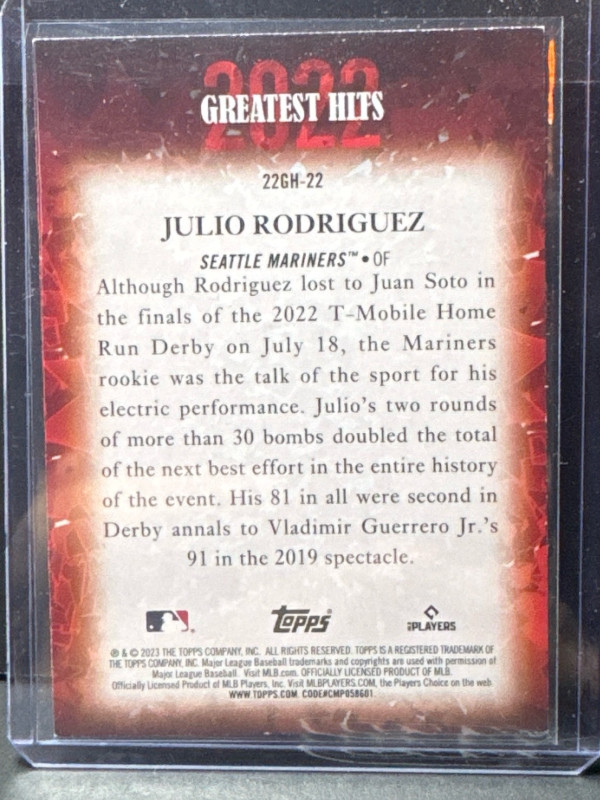 2022
GREATEST HITS
22GH-22
JULIO RODRIGUEZ
SEATTLE MARINERS™ • OF
Although Rodriguez lost to Juan Soto in
the finals of the 2022 T-Mobile Home
Run Derby on July 18, the Mariners
rookie was the talk of the sport for his
electric performance. Julio's two rounds
of more than 30 bombs doubled the total
of the next best effort in the entire history
of the event. His 81 in all were second in
Derby annals to Vladimir Guerrero Jr.'s
91 in the 2019 spectacle.
TOPPS
PLAYERS
® & © 2023 THE TOPPS COMPANY, INC. ALL RIGHTS RESERVED. TOPPS IS A REGISTERED TRADEMARK OF
THE TOPPS COMPANY, INC. Major League Baseball trademarks and copyrights are used with permission of
Major League Baseball. Visit MLB.com. OFFICIALLY LICENSED PRODUCT OF MLB.
Officially Licensed Product of MLB Players, Inc. Visit MLBPLAYERS.COM, the Players Choice on the web.
WWW.TOPPS.COM CODE#CMP058601